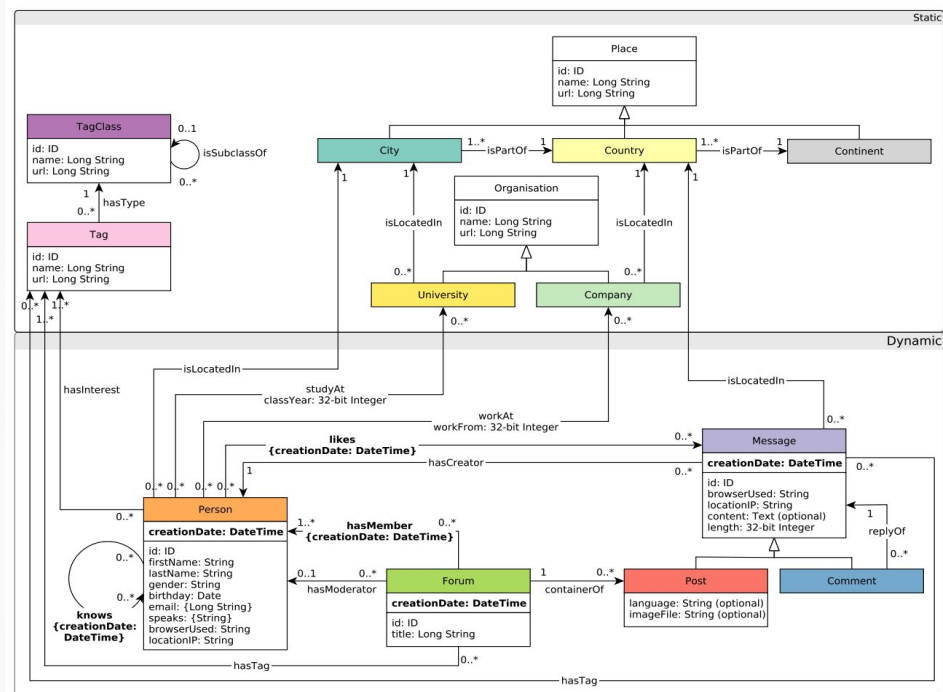 Static
Place
id: ID
name: Long String
url: Long String
TagClass
id: ID
name: Long String
url: Long String
0..1
isSubclassOf
0..*
City
1..*
isPartOf
1
Country
1..*
isPartOf
1
Continent
1
1
1
1
Organisation
id: ID
name: Long String
url: Long String
1
hasType
0..*
isLocatedIn
isLocatedIn
Tag
id: ID
name: Long String
url: Long String
0..*
0..*
University
Company
0..*
1..*
1..*
0..*
0..*
Dynamic
hasInterest
isLocatedIn
studyAt
classYear: 32-bit Integer
isLocatedIn
workAt
workFrom: 32-bit Integer
0..*
likes
{creationDate: DateTime}
0..*
Message
creationDate: DateTime
id: ID
browserUsed: String
locationIP: String
content: Text (optional)
length: 32-bit Integer
hasCreator
1
0..*
0..*
0..*
0..*
0..*
0..*
0..*
Person
creationDate: DateTime
id: ID
firstName: String
lastName: String
gender: String
birthday: Date
email: {Long String}
speaks: {String}
browserUsed: String
locationIP: String
1..*
hasMember
{creationDate: DateTime}
0..*
1
replyOf
0..*
0..*
0..*
knows
{creationDate:
DateTime}
0..1
hasModerator
0..*
Forum
creationDate: DateTime
id: ID
title: Long String
1
containerOf
0..*
Post
language: String (optional)
imageFile: String (optional)
Comment
0..*
hasTag
hasTag